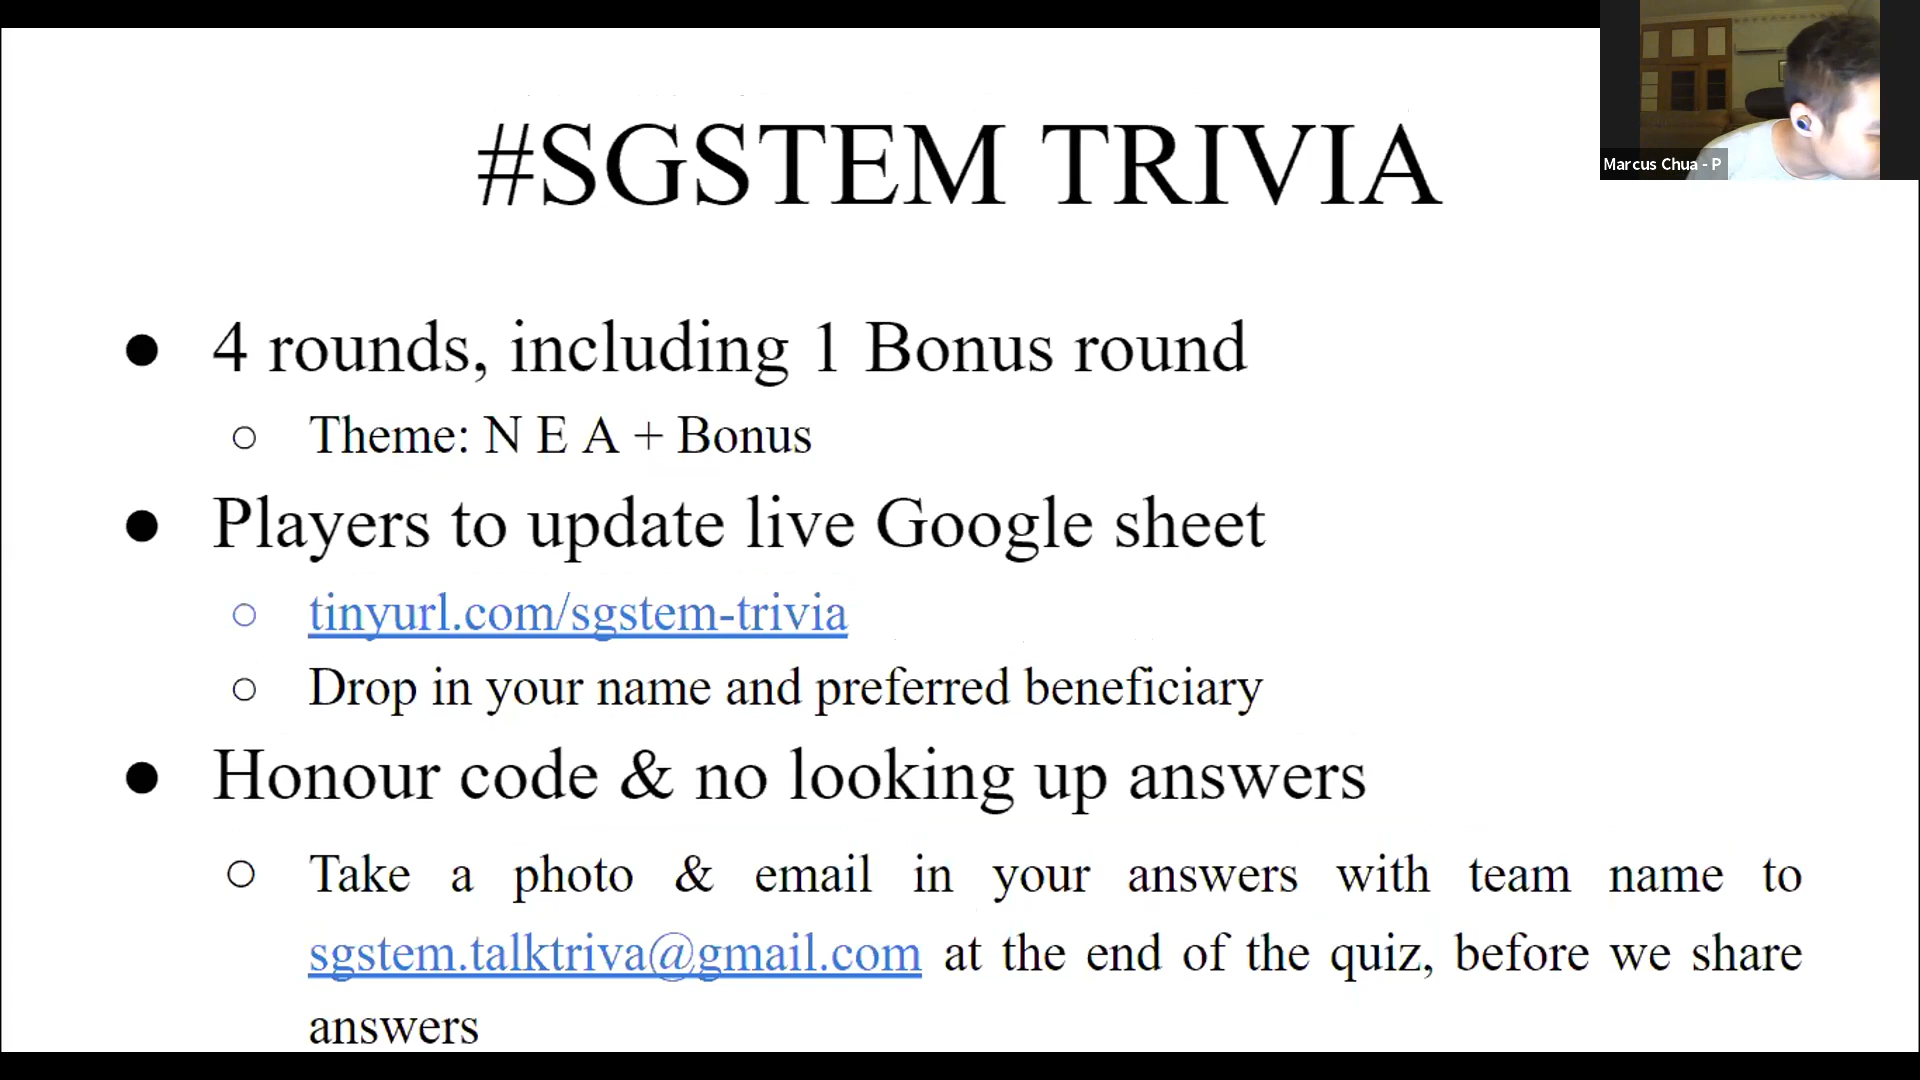 #SGSTEM TRIVIA
Marcus Chua - P
● 4 rounds, including 1 Bonus round
○ Theme: N E A + Bonus
● Players to update live Google sheet
○ tinyurl.com/sgstem-trivia
○ Drop in your name and preferred beneficiary
● Honour code & no looking up answers
○ Take a photo & email in your answers with team name to
sgstem.talktriva@gmail.com at the end of the quiz, before we share
answers